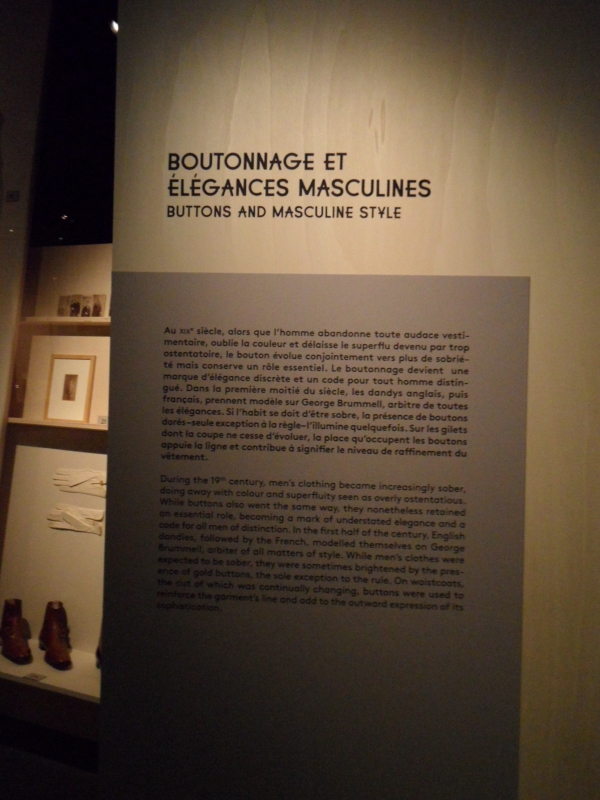 BOUTONNAGE ET
ÉLÉGANCES MASCULINES
BUTTONS AND MASCULINE STYLE
Au XIXe siècle, alors que l'homme abandonne toute audace vesti-
mentaire, oublie la couleur et délaisse le superflu devenu par trop
ostentatoire, le bouton évolue conjointement vers plus de sobrié-
té mais conserve un rôle essentiel. Le boutonnage devient une
marque d'élégance discrète et un code pour tout homme distin-
gué. Dans la première moitié du siècle, les dandys anglais, puis
français, prennent modèle sur George Brummell, arbitre de toutes
les élégances. Si l'habit se doit d'être sobre, la présence de boutons
dorés–seule exception à la règle–l'illumine quelquefois. Sur les gilets
dont la coupe ne cesse d'évoluer, la place qu'occupent les boutons
appuie la ligne et contribue à signifier le niveau de raffinement du
vêtement.
During the 19th century, men's clothing became increasingly sober,
doing away with colour and superfluity seen as overly ostentatious.
While buttons also went the same way, they nonetheless retained
an essential role, becoming a mark of understated elegance and a
code for all men of distinction. In the first half of the century, English
dandies, followed by the French, modelled themselves on George
Brummell, arbiter of all matters of style. While men's clothes were
expected to be sober, they were sometimes brightened by the pres-
ence of gold buttons, the sole exception to the rule. On waistcoats,
the cut of which was continually changing, buttons were used to
reinforce the garment's line and add to the outward expression of its
sophistication.